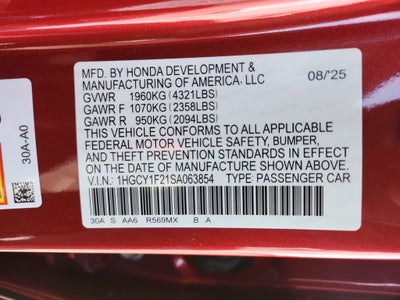 MFD. BY HONDA DEVELOPMENT &
MANUFACTURING OF AMERICA, LLC 08/'25
GVWR 1960KG(4321LBS)
GAWR F 1070KG(2358LBS)
GAWR R 950KG(2094LBS)
THIS VEHICLE CONFORMS TO ALL APPLICABLE
FEDERAL MOTOR VEHICLE SAFETY, BUMPER,
AND THEFT PREVENTION STANDARDS IN EFFECT
ON THE DATE OF MANUFACTURE SHOWN ABOVE.
V.I.N. 1HGCY1F21SA063854 TYPE PASSENGER CAR
30A S AA6 R569MX .B .A
30A-A0